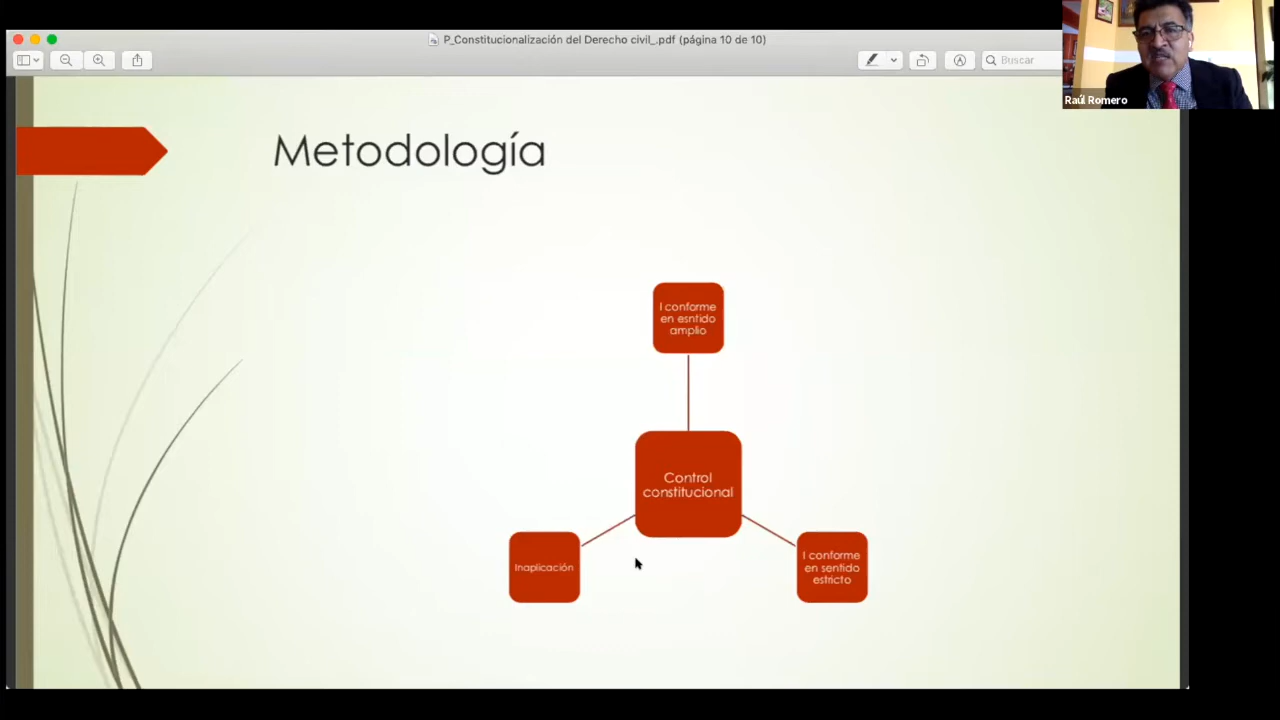 P_Constitucionalización del Derecho civil_.pdf (página 10 de 10)
Buscar
Raúl Romero
Metodología
I conforme
en esntido
amplio
Control
constitucional
Inaplicación
I conforme
en sentido
estricto